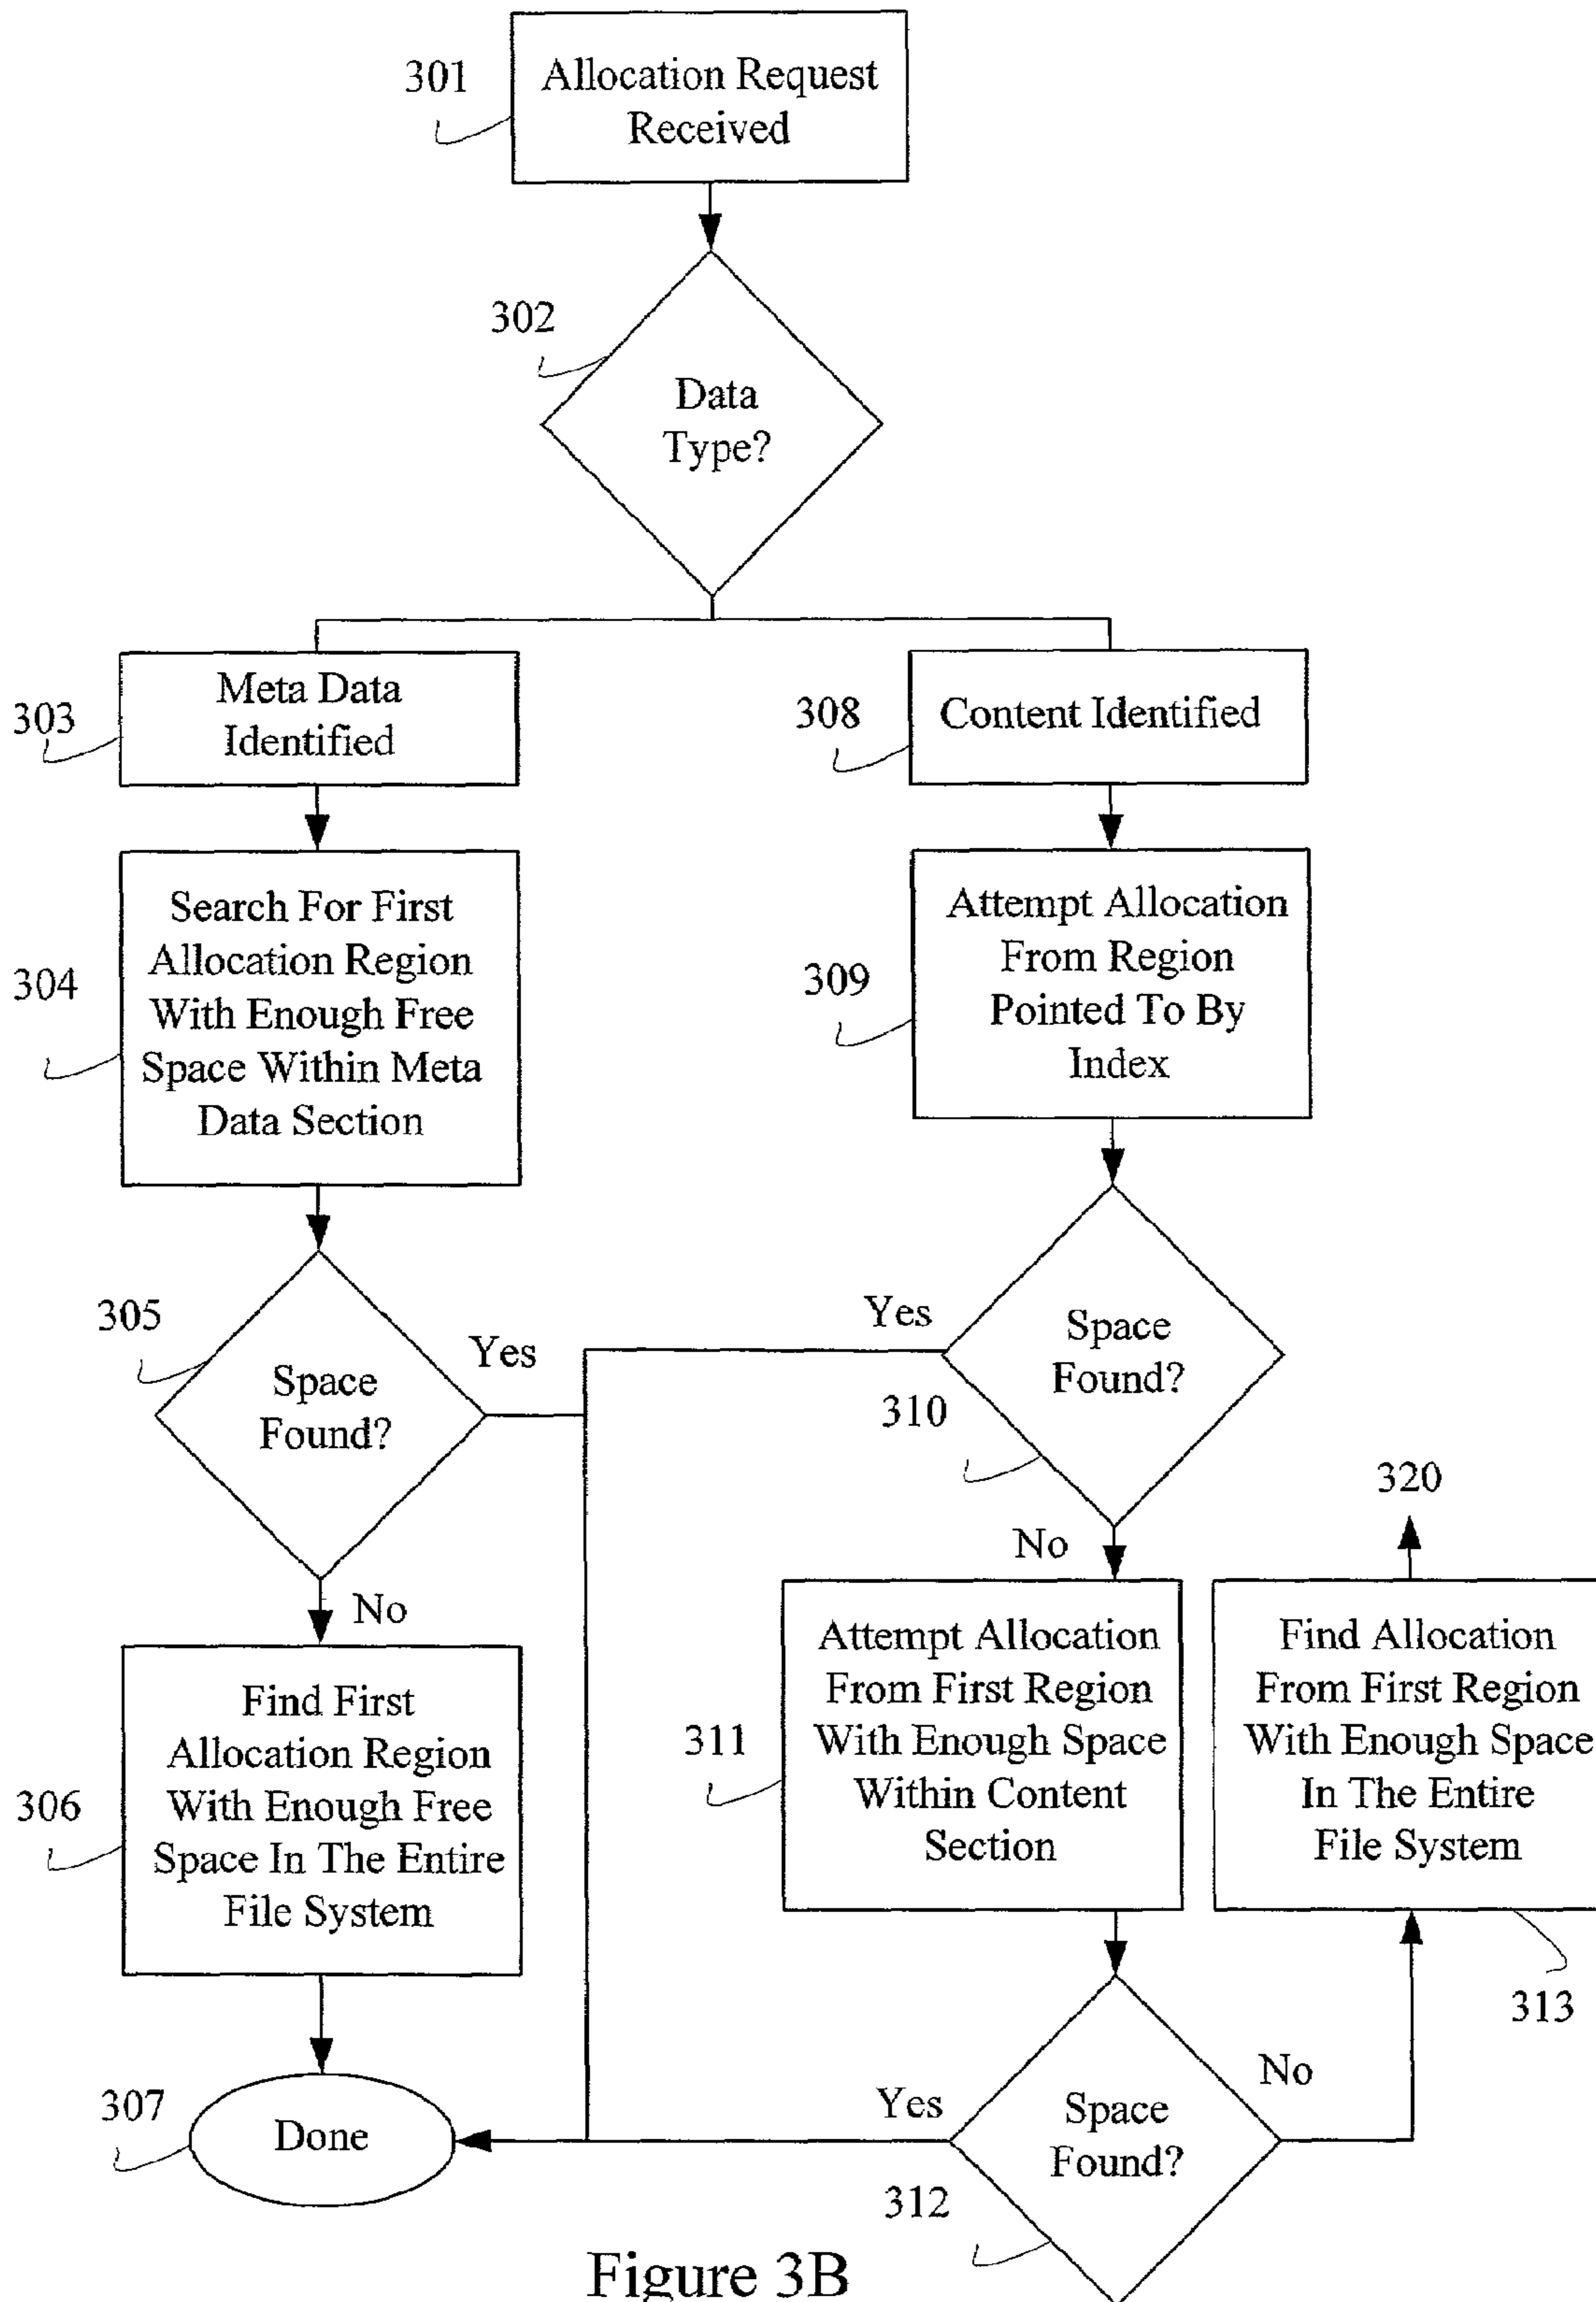 301
Allocation Request
Received
302
Data
Type?
303
Meta Data
Identified
308
Content Identified
304
Search For First
Allocation Region
With Enough Free
Space Within Meta
Data Section
309
Attempt Allocation
From Region
Pointed To By
Index
305
Space
Found?
Yes
Yes
Space
Found?
310
No
No
320
306
Find First
Allocation Region
With Enough Free
Space In The Entire
File System
311
Attempt Allocation
From First Region
With Enough Space
Within Content
Section
Find Allocation
From First Region
With Enough Space
In The Entire
File System
313
307
Done
Yes
Space
Found?
No
312
Figure 3B